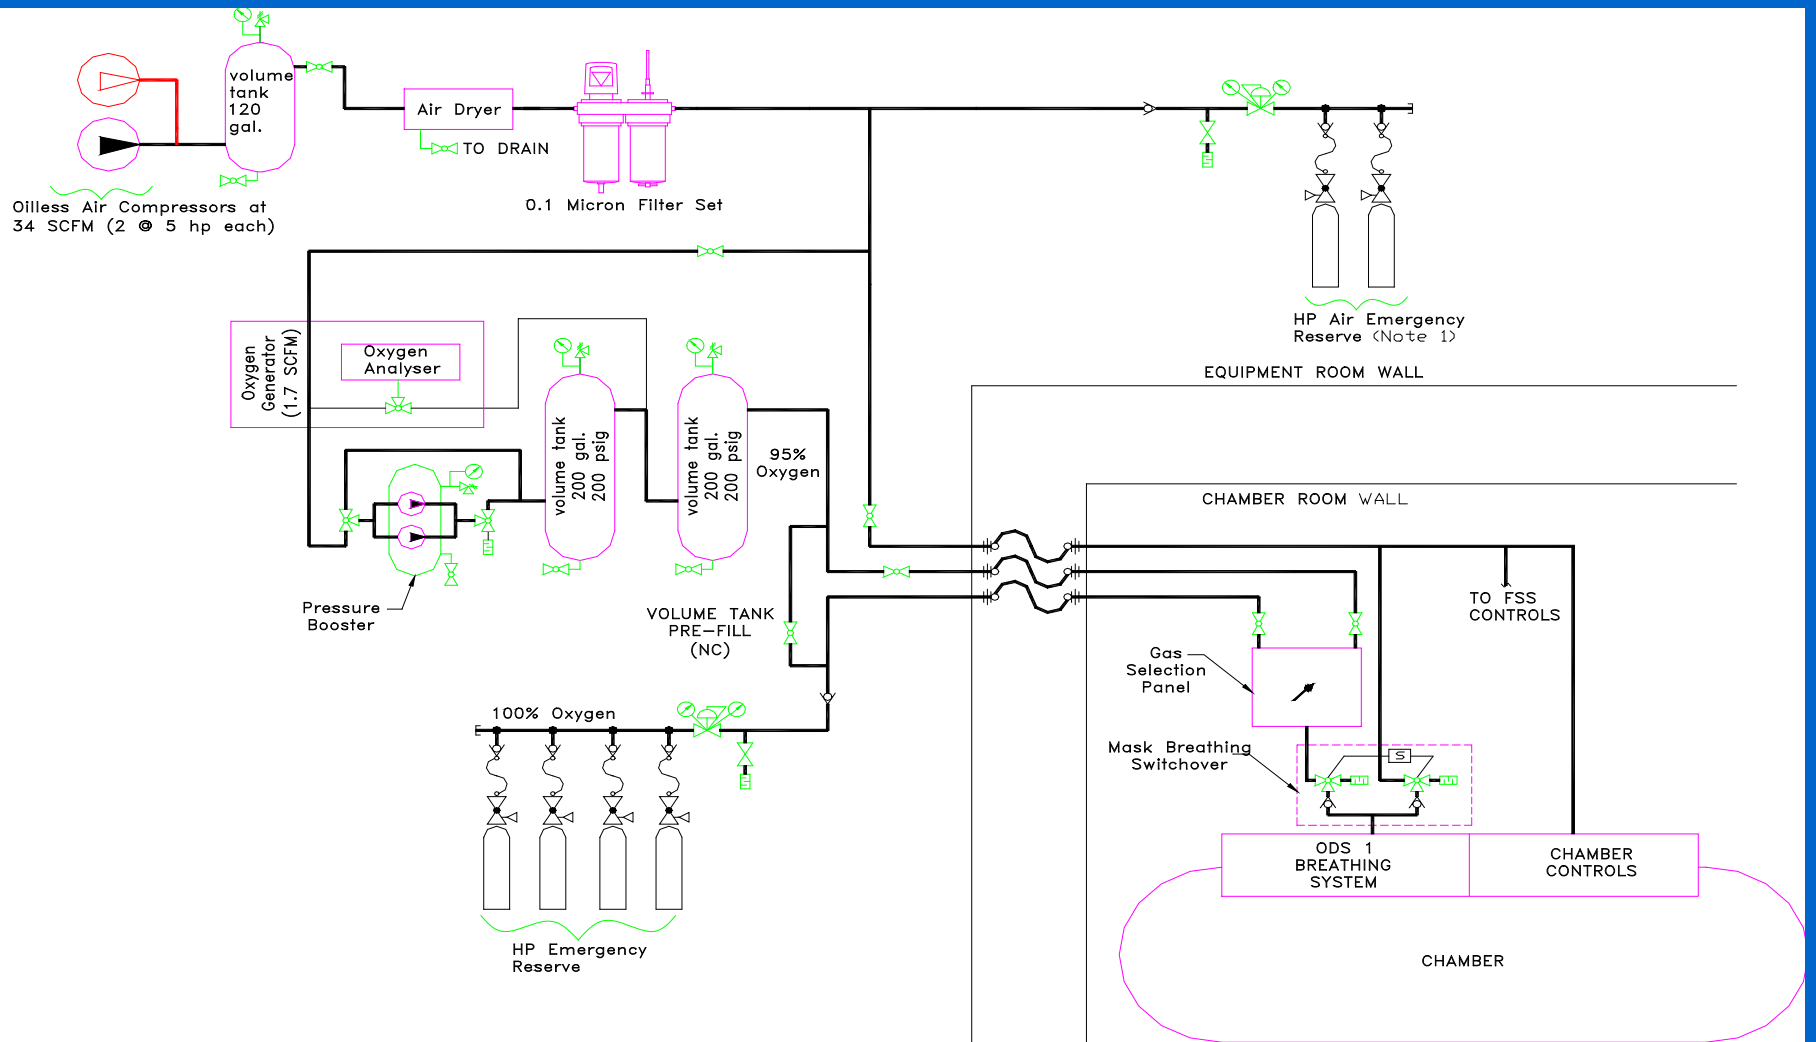 volume
tank
120
gal.
Air Dryer
TO DRAIN
Oilless Air Compressors at
34 SCFM (2 @ 5 hp each)
0.1 Micron Filter Set
HP Air Emergency
Reserve (Note 1)
Oxygen
Generator
(1.7 SCFM)
Oxygen
Analyser
volume tank
200 gal.
200 psig
volume tank
200 gal.
200 psig
95%
Oxygen
EQUIPMENT ROOM WALL
CHAMBER ROOM WALL
Pressure
Booster
VOLUME TANK
PRE-FILL
(NC)
TO FSS
CONTROLS
Gas
Selection
Panel
100% Oxygen
Mask Breathing
Switchover
S
HP Emergency
Reserve
ODS 1
BREATHING
SYSTEM
CHAMBER
CONTROLS
CHAMBER